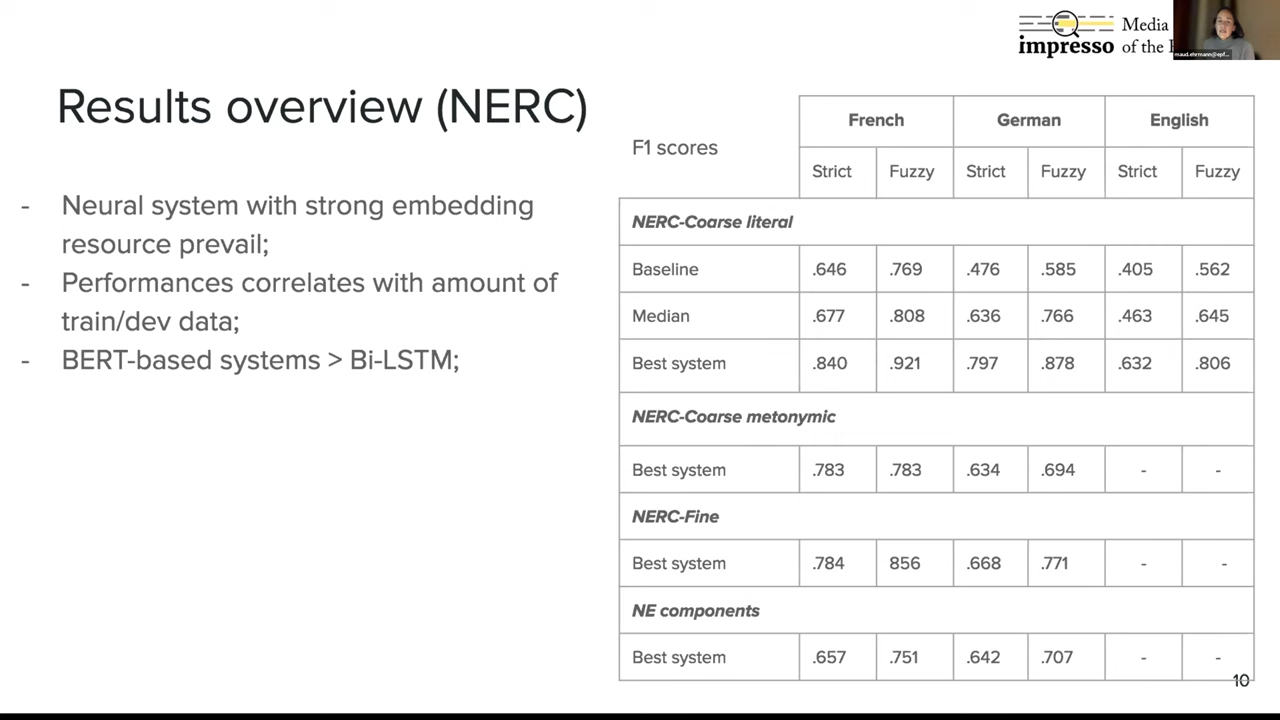 impresso
Media
of the
maud.ehrmann@epf...
Results overview (NERC)
- Neural system with strong embedding
resource prevail;
- Performances correlates with amount of
train/dev data;
- BERT-based systems > Bi-LSTM;
F1 scores French German English
Strict Fuzzy Strict Fuzzy Strict Fuzzy
NERC-Coarse literal
Baseline .646 .769 .476 .585 .405 .562
Median .677 .808 .636 .766 .463 .645
Best system .840 .921 .797 .878 .632 .806
NERC-Coarse metonymic
Best system .783 .783 .634 .694 - -
NERC-Fine
Best system .784 856 .668 .771 - -
NE components
Best system .657 .751 .642 .707 - -
10